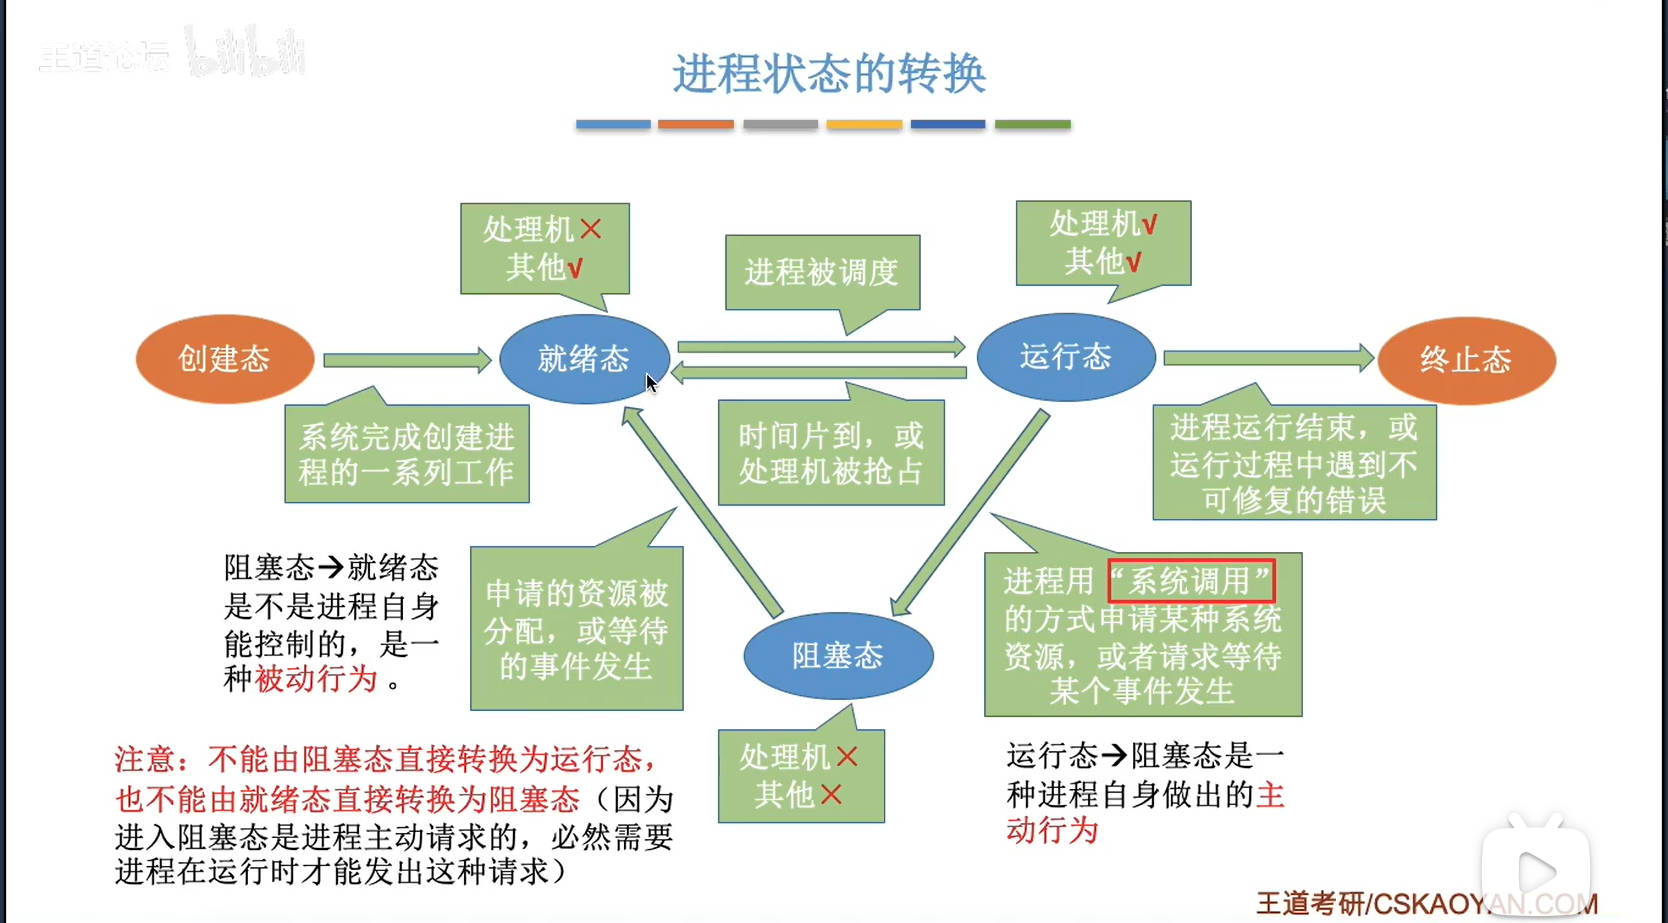 王道论坛 bilibili
进程状态的转换
处理机×
其他√
进程被调度
处理机√
其他√
创建态
就绪态
运行态
终止态
系统完成创建进
程的一系列工作
时间片到，或
处理机被抢占
进程运行结束，或
运行过程中遇到不
可修复的错误
阻塞态→就绪态
是不是进程自身
能控制的，是一
种被动行为 。
申请的资源被
分配，或等待
的事件发生
进程用“系统调用”
的方式申请某种系统
资源，或者请求等待
某个事件发生
阻塞态
处理机×
其他×
注意：不能由阻塞态直接转换为运行态，
也不能由就绪态直接转换为阻塞态（因为
进入阻塞态是进程主动请求的，必然需要
进程在运行时才能发出这种请求）
运行态→阻塞态是一
种进程自身做出的主
动行为
王道考研/CSKAOYAN.COM